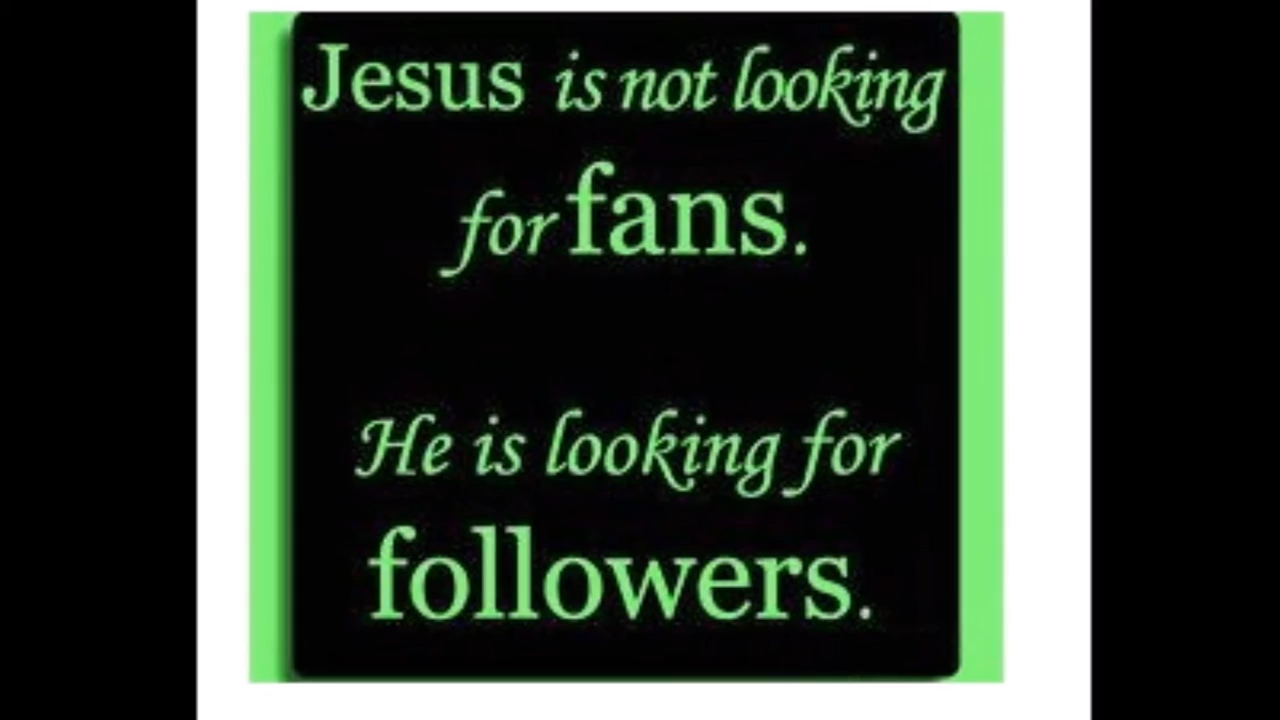 Jesus is not looking
for fans.
He is looking for
followers.